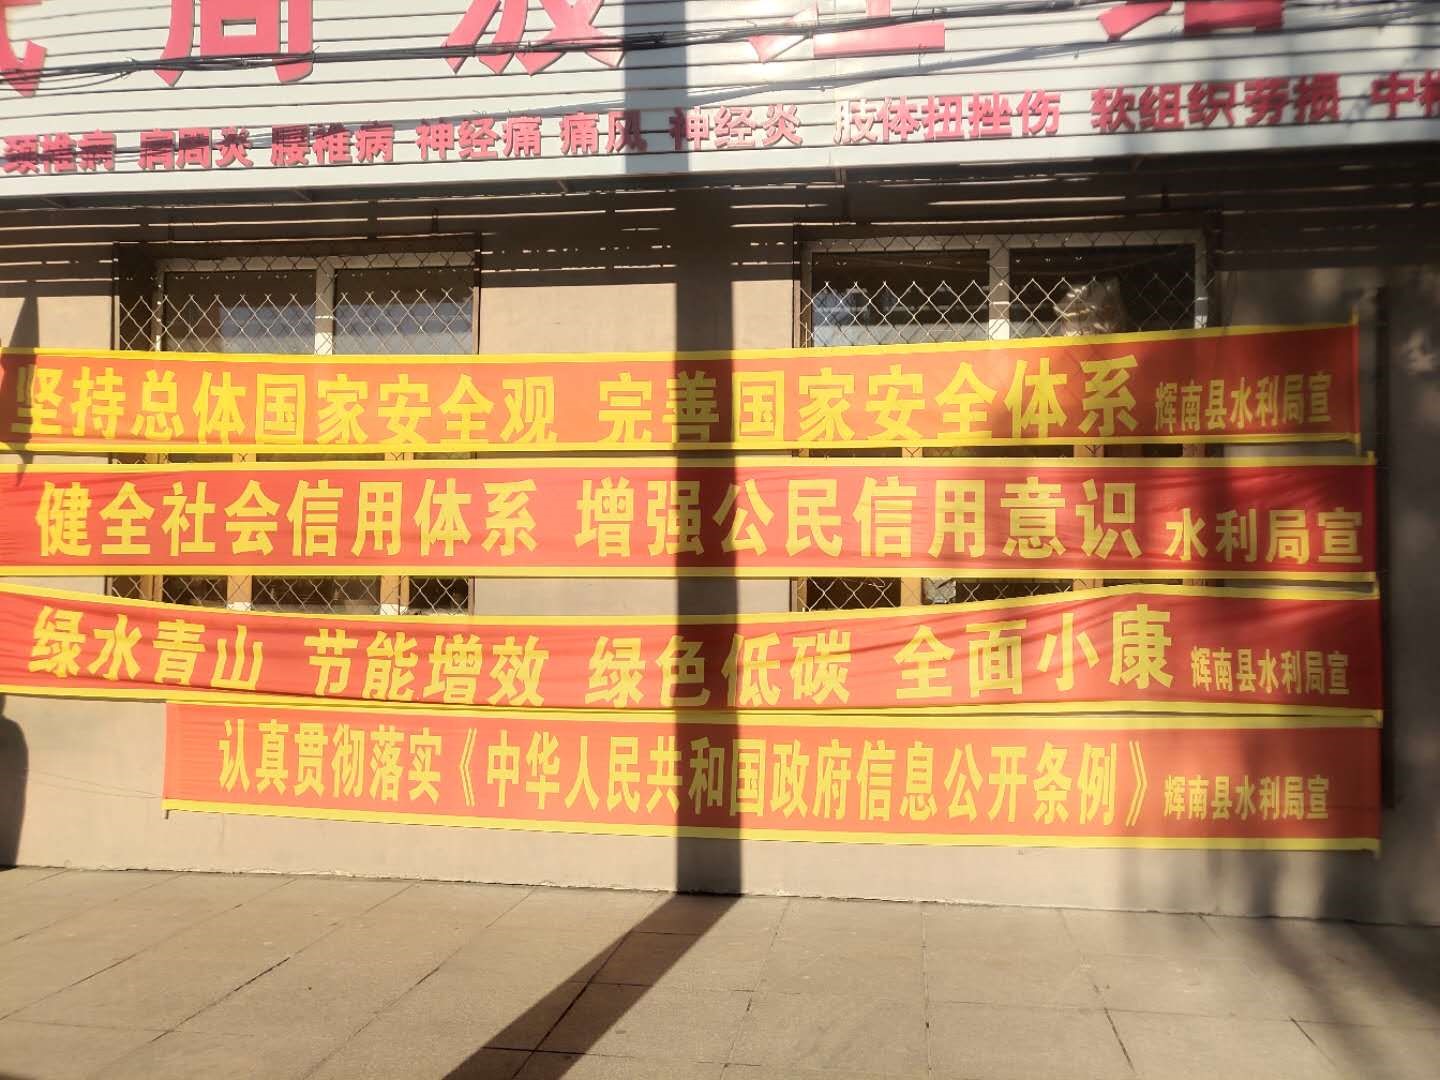 周波
颈椎病 肩周炎 腰椎病 神经痛 痛风 神经炎 肢体扭挫伤 软组织劳损 中
坚持总体国家安全观 完善国家安全体系 辉南县水利局宣
健全社会信用体系 增强公民信用意识 水利局宣
绿水青山 节能增效 绿色低碳 全面小康 辉南县水利局宣
认真贯彻落实《中华人民共和国政府信息公开条例》 辉南县水利局宣